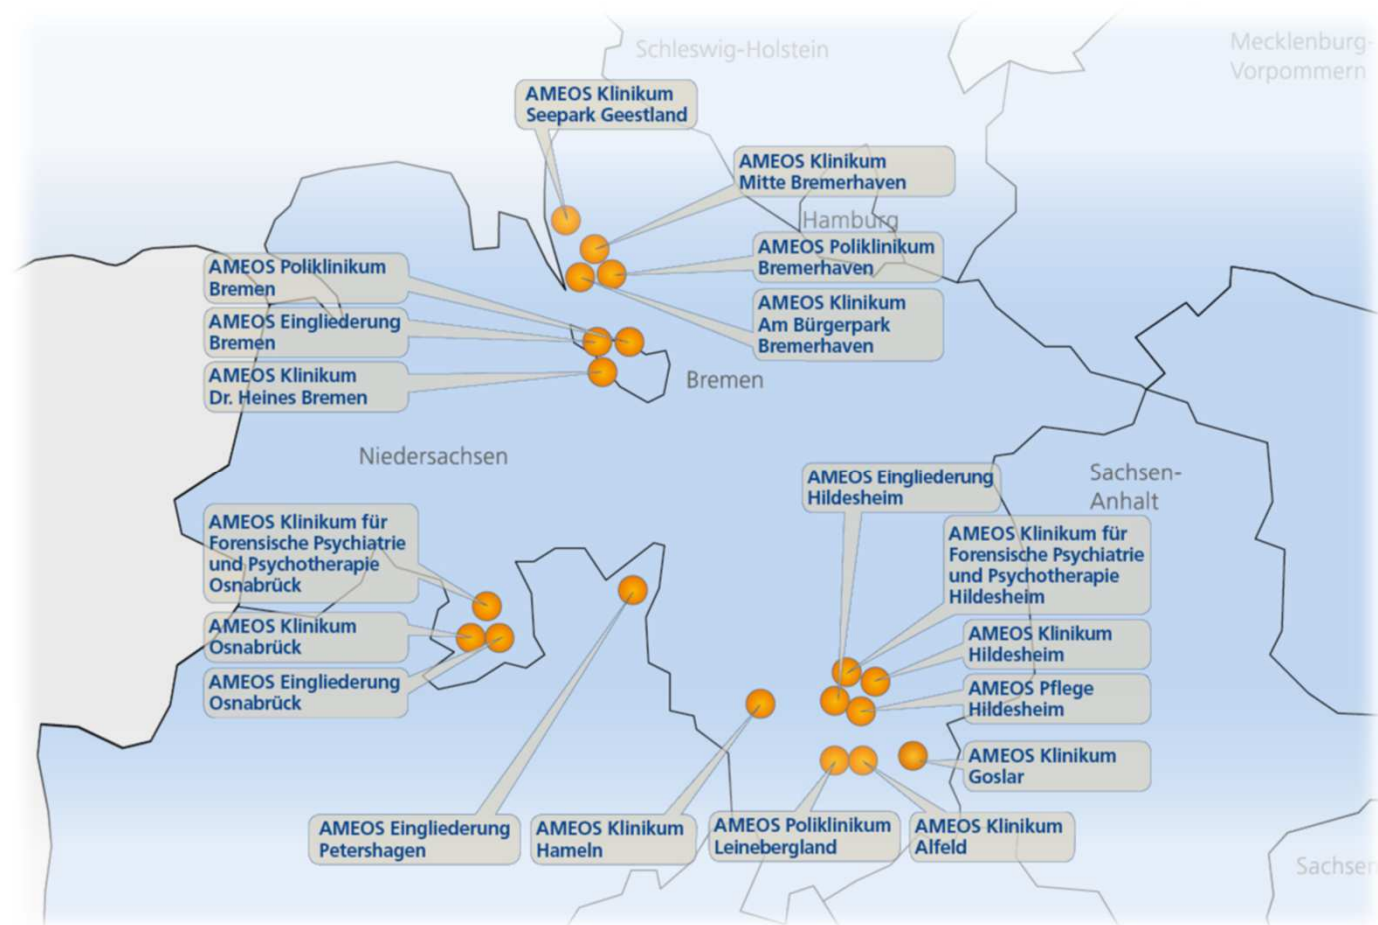 Schleswig-Holstein
Mecklenburg-
Vorpommern
AMEOS Klinikum
Seepark Geestland
AMEOS Klinikum
Mitte Bremerhaven
Hamburg
AMEOS Poliklinikum
Bremerhaven
AMEOS Poliklinikum
Bremen
AMEOS Klinikum
Am Bürgerpark
Bremerhaven
AMEOS Eingliederung
Bremen
AMEOS Klinikum
Dr. Heines Bremen
Bremen
Niedersachsen
Sachsen-
Anhalt
AMEOS Eingliederung
Hildesheim
AMEOS Klinikum für
Forensische Psychiatrie
und Psychotherapie
Osnabrück
AMEOS Klinikum für
Forensische Psychiatrie
und Psychotherapie
Hildesheim
AMEOS Klinikum
Osnabrück
AMEOS Klinikum
Hildesheim
AMEOS Eingliederung
Osnabrück
AMEOS Pflege
Hildesheim
AMEOS Klinikum
Goslar
AMEOS Eingliederung
Petershagen
AMEOS Klinikum
Hameln
AMEOS Poliklinikum
Leinebergland
AMEOS Klinikum
Alfeld
Sachsen